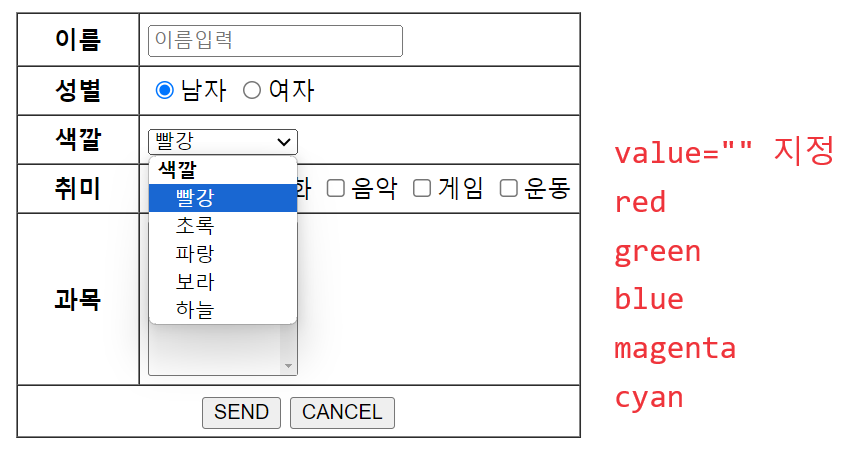 이름 이름입력
성별 남자 여자
색깔 빨강
색깔
빨강
초록
파랑
보라
하늘
취미 화 음악 게임 운동
과목
SEND CANCEL
value="" 지정
red
green
blue
magenta
cyan